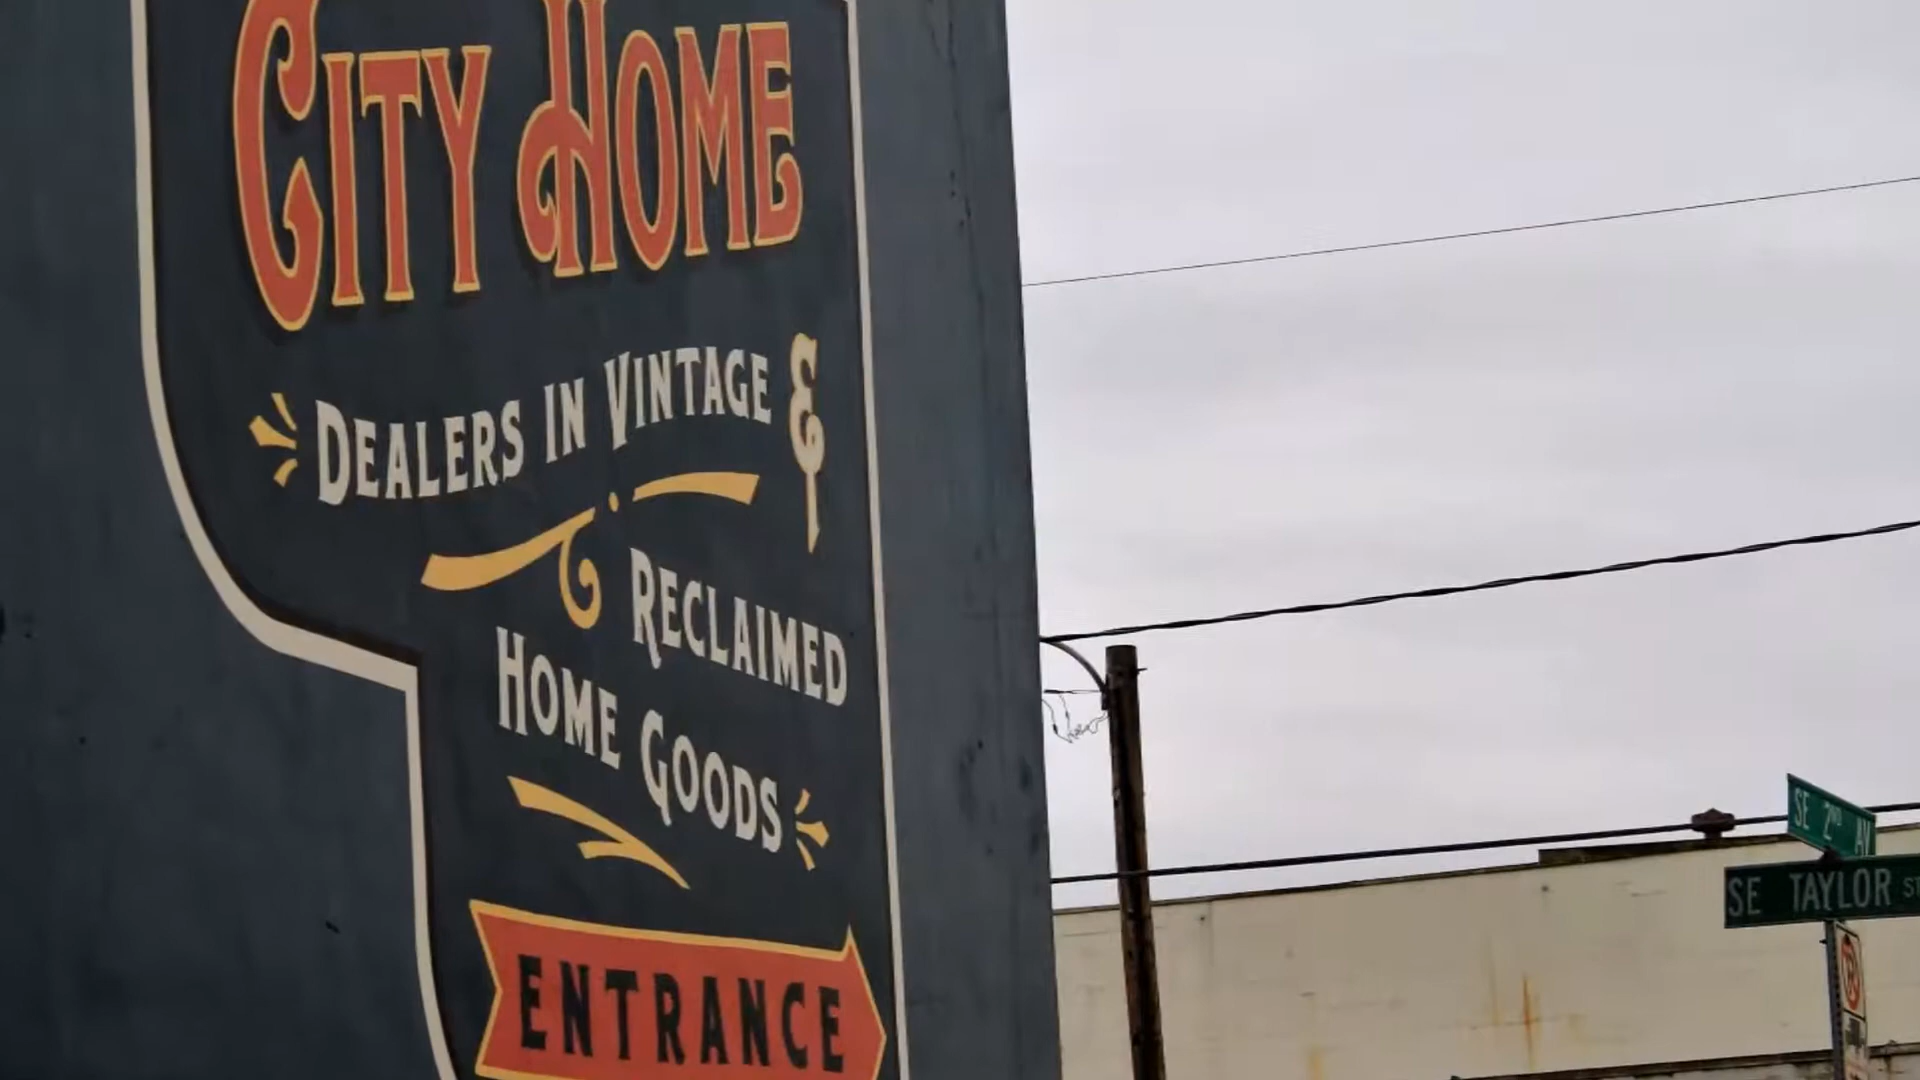 CITY HOME
DEALERS IN VINTAGE &
RECLAIMED
HOME GOODS
ENTRANCE
SE 2ND AV
SE TAYLOR ST